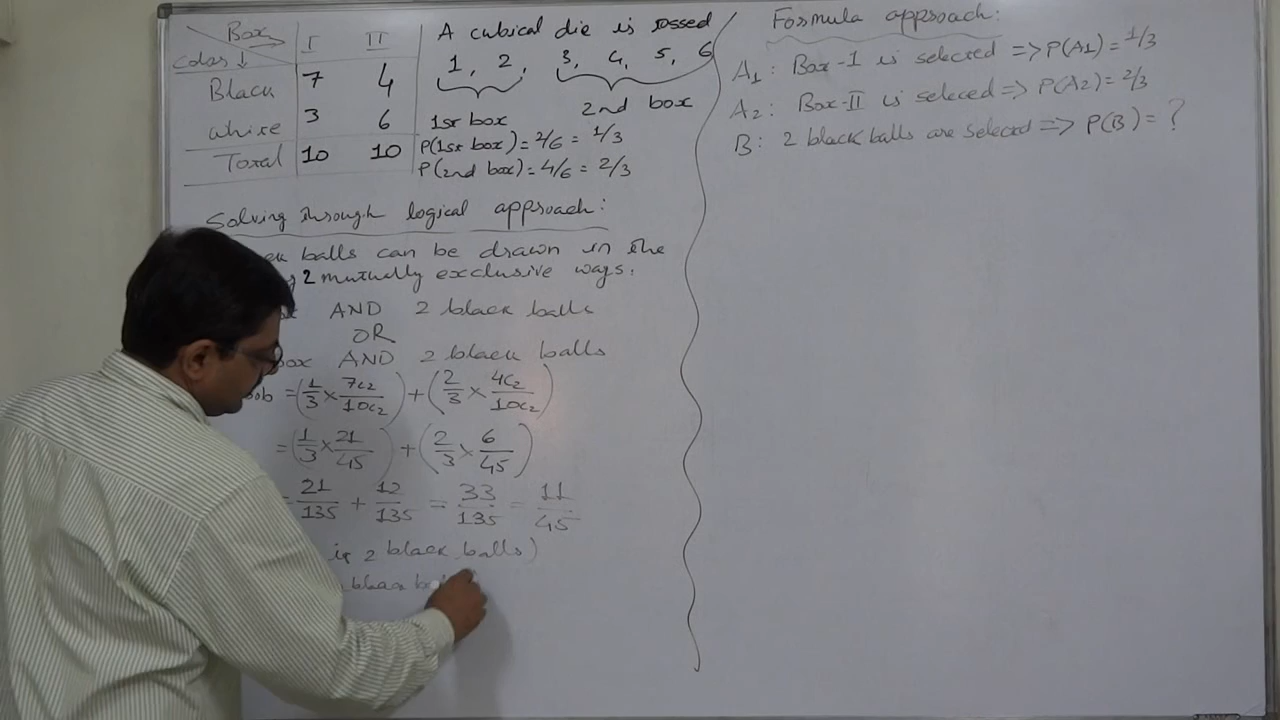 Box I II
colour ↓
Black 7 4
white 3 6
Total 10 10
A cubical die is tossed
1, 2, 3, 4, 5, 6
1st box 2nd box
P(1st box) = 2/6 = 1/3
P(2nd box) = 4/6 = 2/3
Solving through logical approach:
balls can be drawn in the
2 mutually exclusive ways.
AND 2 black balls
OR
box AND 2 black balls
= (1/3 × 7c2/10c2) + (2/3 × 4c2/10c2)
= (1/3 × 21/45) + (2/3 × 6/45)
= 21/135 + 12/135 = 33/135 = 11/45
2 black balls)
Formula approach:
A1: Box-I is selected => P(A1) = 1/3
A2: Box-II is seleced => P(A2) = 2/3
B: 2 black balls are selected => P(B) = ?